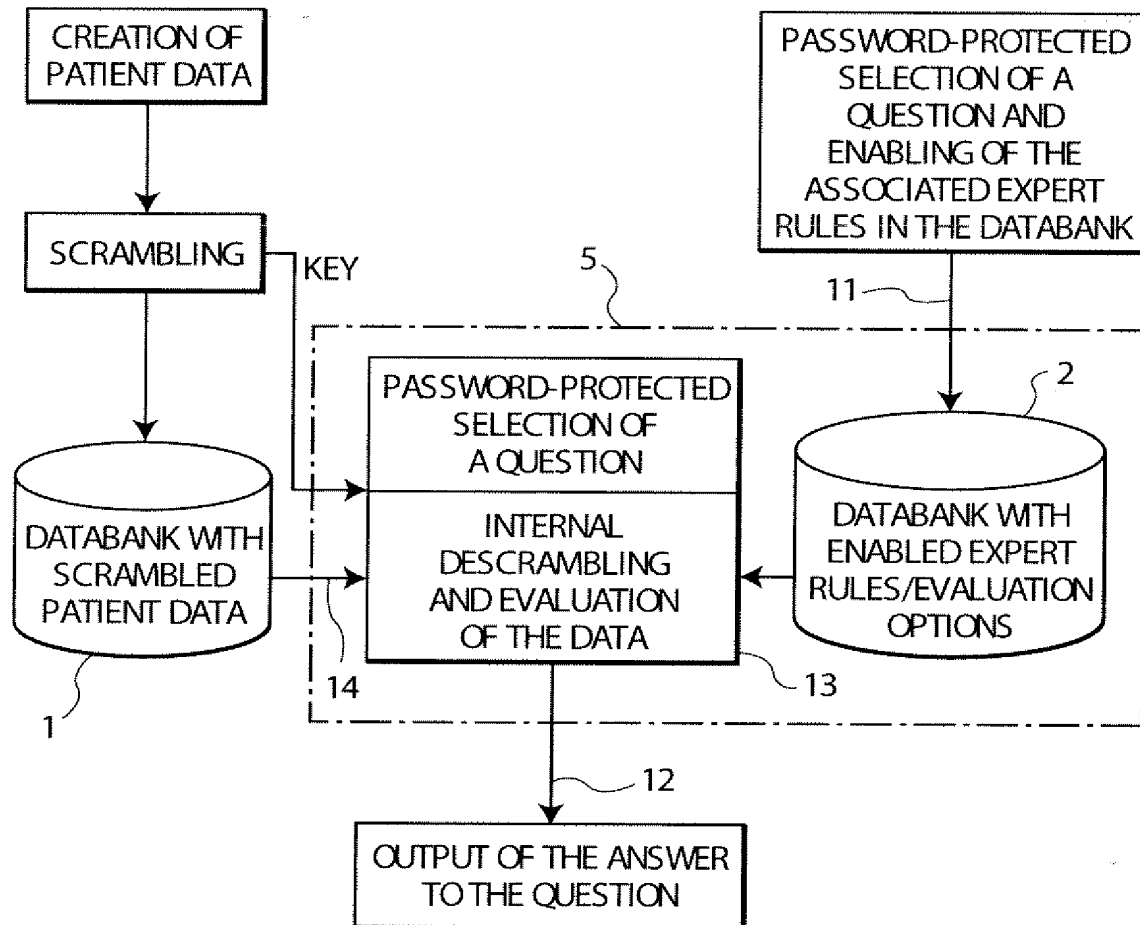 CREATION OF
PATIENT DATA
SCRAMBLING
KEY
DATABANK WITH
SCRAMBLED
PATIENT DATA
1
PASSWORD-PROTECTED
SELECTION OF A
QUESTION AND
ENABLING OF THE
ASSOCIATED EXPERT
RULES IN THE DATABANK
11
5
2
PASSWORD-PROTECTED
SELECTION OF
A QUESTION
INTERNAL
DESCRAMBLING
AND EVALUATION
OF THE DATA
DATABANK WITH
ENABLED EXPERT
RULES/EVALUATION
OPTIONS
14
13
12
OUTPUT OF THE ANSWER
TO THE QUESTION